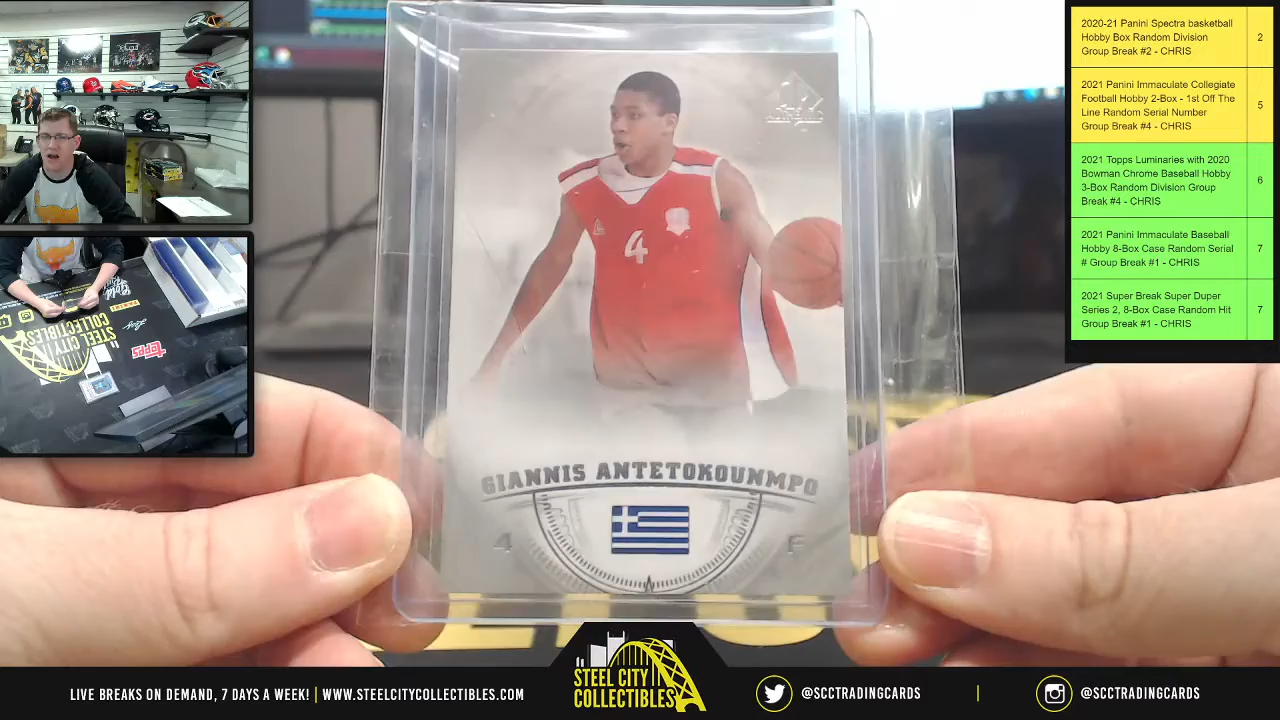 2020-21 Panini Spectra basketball
Hobby Box Random Division
Group Break #2 - CHRIS
2
2021 Panini Immaculate Collegiate
Football Hobby 2-Box - 1st Off The
Line Random Serial Number
Group Break #4 - CHRIS
5
2021 Topps Luminaries with 2020
Bowman Chrome Baseball Hobby
3-Box Random Division Group
Break #4 - CHRIS
6
2021 Panini Immaculate Baseball
Hobby 8-Box Case Random Serial
# Group Break #1 - CHRIS
7
2021 Super Break Super Duper
Series 2, 8-Box Case Random Hit
Group Break #1 - CHRIS
7
4
GIANNIS ANTETOKOUNMPO
4 F
STEEL CITY
COLLECTIBLES
topps
LIVE BREAKS ON DEMAND, 7 DAYS A WEEK! | WWW.STEELCITYCOLLECTIBLES.COM
STEEL CITY
COLLECTIBLES
@SCCTRADINGCARDS | @SCCTRADINGCARDS